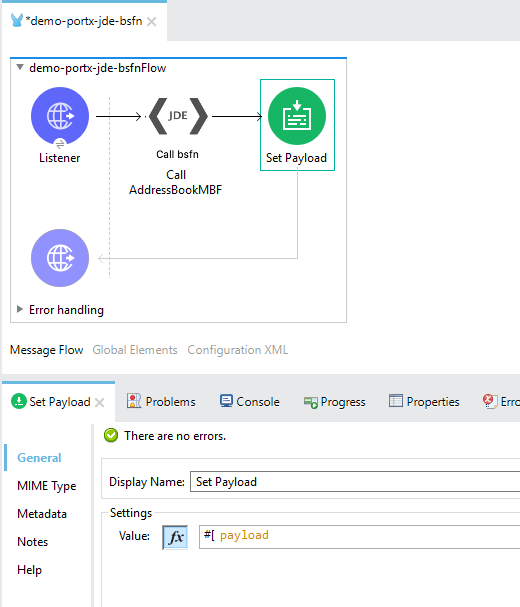 *demo-portx-jde-bsfn
demo-portx-jde-bsfnFlow
JDE
Listener
Call bsfn
Set Payload
Call
AddressBookMBF
Error handling
Message Flow Global Elements Configuration XML
Set Payload Problems Console Progress Properties Erro
There are no errors.
General
Display Name: Set Payload
MIME Type
Metadata
Settings
Value: fx #[ payload
Notes
Help